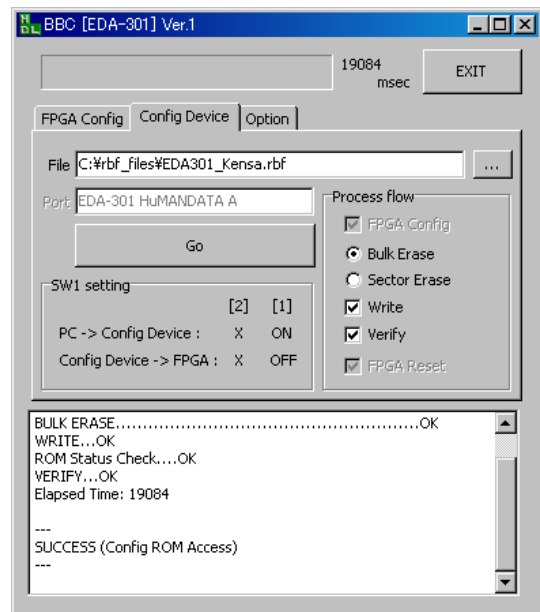 BBC [EDA-301] Ver.1
19084
msec
EXIT
FPGA Config
Config Device
Option
File
C:¥rbf_files¥EDA301_Kensa.rbf
...
Port
EDA-301 HuMANDATA A
Go
Process flow
FPGA Config
Bulk Erase
Sector Erase
Write
Verify
FPGA Reset
SW1 setting
[2] [1]
PC -> Config Device : X ON
Config Device -> FPGA : X OFF
BULK ERASE........................................................OK
WRITE...OK
ROM Status Check....OK
VERIFY...OK
Elapsed Time: 19084
---
SUCCESS (Config ROM Access)
---